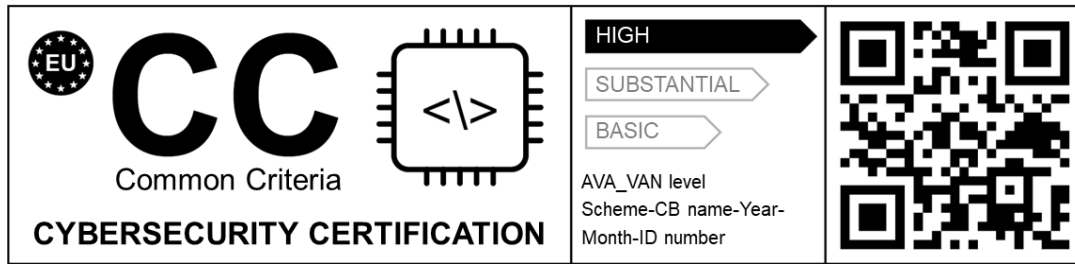 EU
CC
Common Criteria
<\>
CYBERSECURITY CERTIFICATION
HIGH
SUBSTANTIAL
BASIC
AVA_VAN level
Scheme-CB name-Year-
Month-ID number